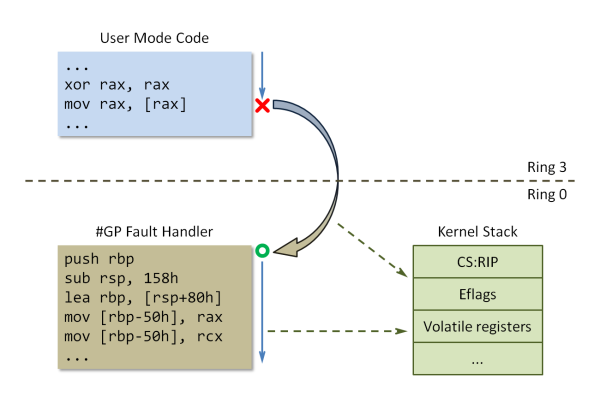 User Mode Code
...
xor rax, rax
mov rax, [rax]
...
Ring 3
Ring 0
#GP Fault Handler
push rbp
sub rsp, 158h
lea rbp, [rsp+80h]
mov [rbp-50h], rax
mov [rbp-50h], rcx
...
Kernel Stack
CS:RIP
Eflags
Volatile registers
...